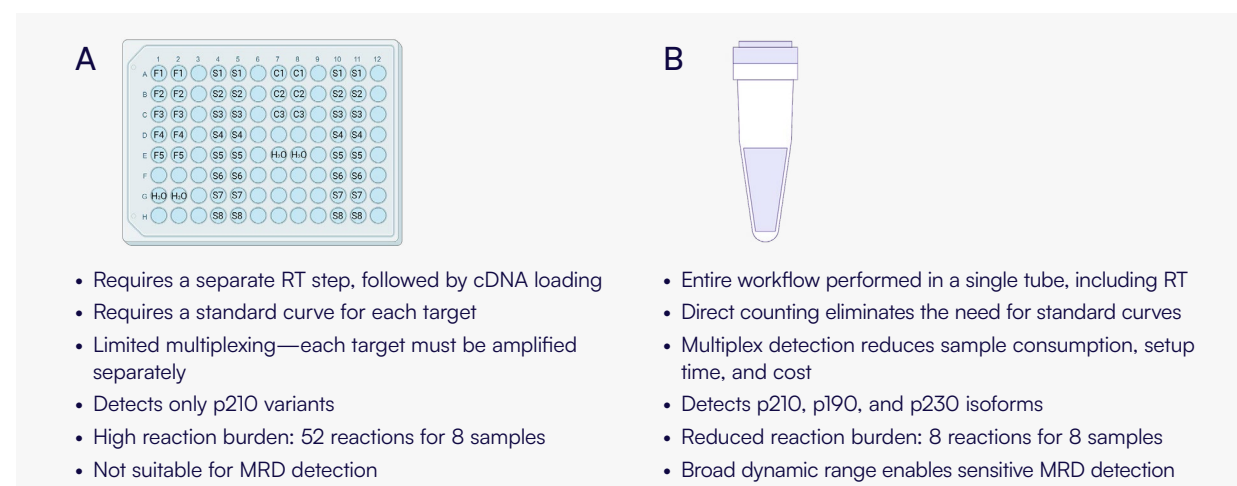 A
B
1 2 3 4 5 6 7 8 9 10 11 12
A F1 F1 S1 S1 C1 C1 S1 S1
B F2 F2 S2 S2 C2 C2 S2 S2
C F3 F3 S3 S3 C3 C3 S3 S3
D F4 F4 S4 S4 S4 S4
E F5 F5 S5 S5 H₂O H₂O S5 S5
F S6 S6 S6 S6
G H₂O H₂O S7 S7 S7 S7
H S8 S8 S8 S8
• Requires a separate RT step, followed by cDNA loading
• Requires a standard curve for each target
• Limited multiplexing—each target must be amplified
separately
• Detects only p210 variants
• High reaction burden: 52 reactions for 8 samples
• Not suitable for MRD detection
• Entire workflow performed in a single tube, including RT
• Direct counting eliminates the need for standard curves
• Multiplex detection reduces sample consumption, setup
time, and cost
• Detects p210, p190, and p230 isoforms
• Reduced reaction burden: 8 reactions for 8 samples
• Broad dynamic range enables sensitive MRD detection